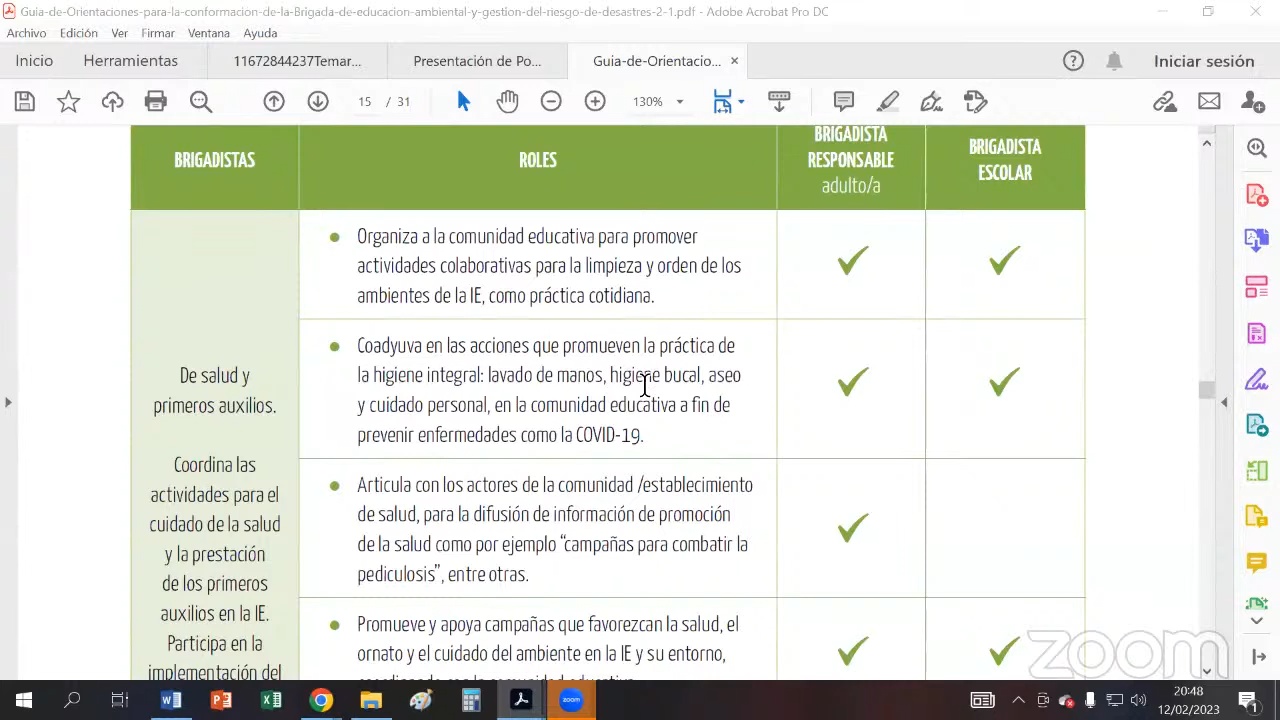 Guia-de-Orientaciones-para-la-conformacion-de-la-Brigada-de-educacion-ambiental-y-gestion-del-riesgo-de-desastres-2-1.pdf - Adobe Acrobat Pro DC
Archivo Edición Ver Firmar Ventana Ayuda
Inicio Herramientas 11672844237Temar... Presentación de Po... Guia-de-Orientacio... × Iniciar sesión
15 / 31 130%
BRIGADISTAS
ROLES
BRIGADISTA
RESPONSABLE
adulto/a
BRIGADISTA
ESCOLAR
De salud y
primeros auxilios.
Coordina las
actividades para el
cuidado de la salud
y la prestación
de los primeros
auxilios en la IE.
Participa en la
implementación del
Organiza a la comunidad educativa para promover
actividades colaborativas para la limpieza y orden de los
ambientes de la IE, como práctica cotidiana.
Coadyuva en las acciones que promueven la práctica de
la higiene integral: lavado de manos, higiene bucal, aseo
y cuidado personal, en la comunidad educativa a fin de
prevenir enfermedades como la COVID-19.
Articula con los actores de la comunidad /establecimiento
de salud, para la difusión de información de promoción
de la salud como por ejemplo “campañas para combatir la
pediculosis”, entre otras.
Promueve y apoya campañas que favorezcan la salud, el
ornato y el cuidado del ambiente en la IE y su entorno,
zoom
zoom
20:48
12/02/2023
1